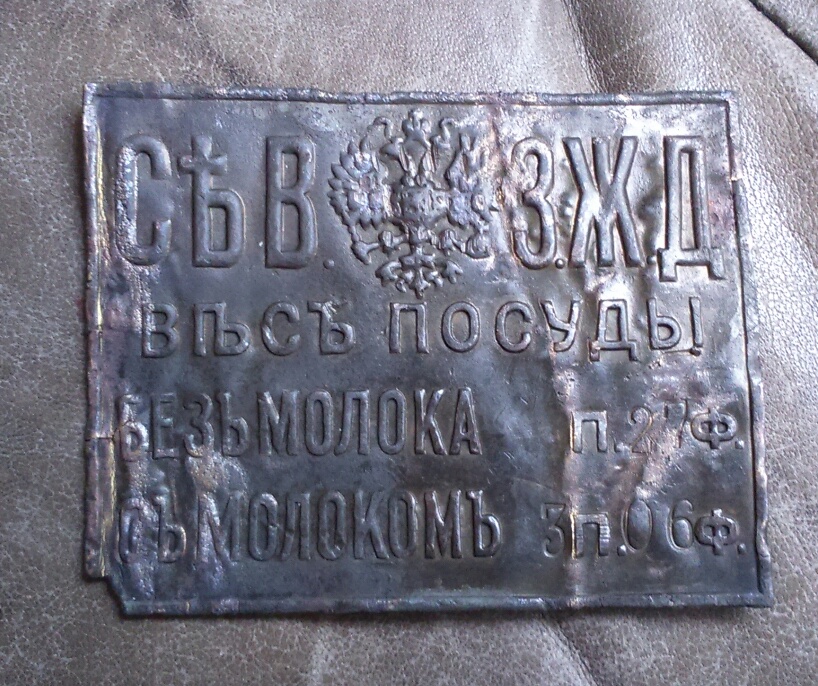 СѢВ. З.Ж.Д
ВѢСЪ ПОСУДЫ
БЕЗЪ МОЛОКА П. 27Ф.
СЪ МОЛОКОМЪ 3П. 06Ф.